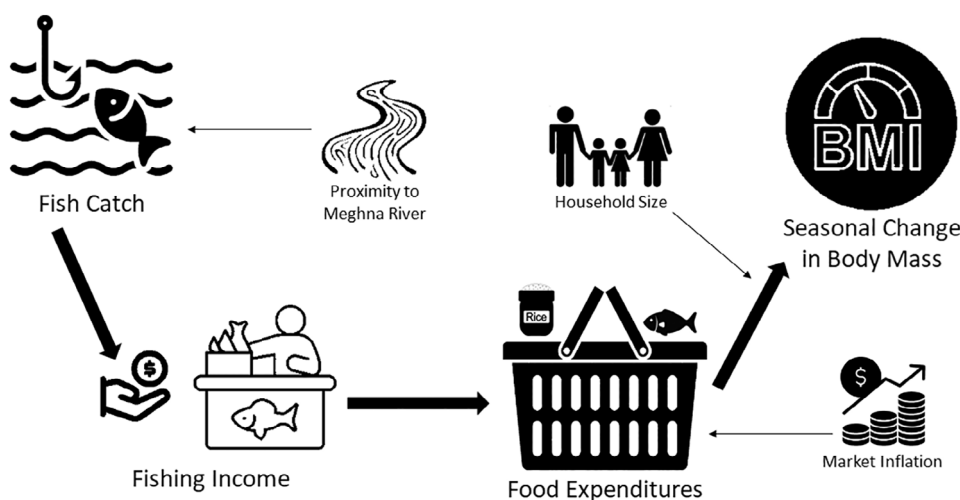 BMI
Fish Catch
Proximity to
Meghna River
Household Size
Seasonal Change
in Body Mass
$
Rice
$
Fishing Income
Food Expenditures
Market Inflation